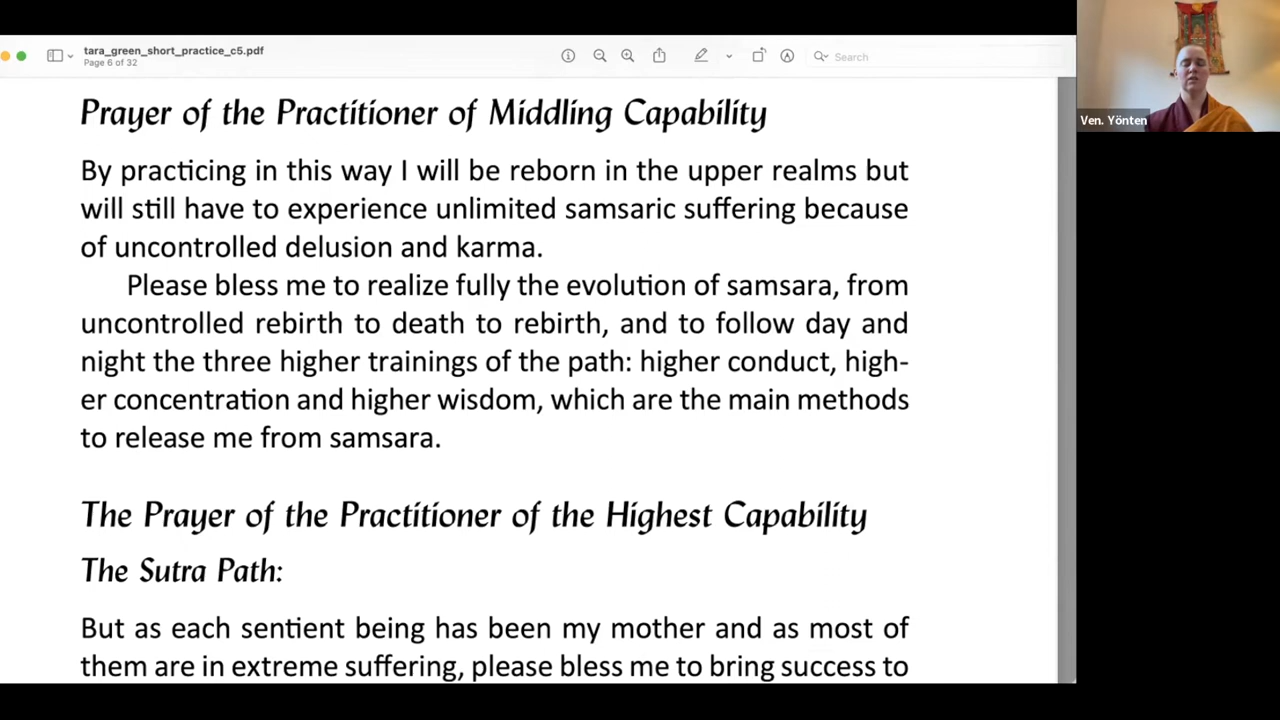 tara_green_short_practice_c5.pdf
Page 6 of 32
Search
Ven. Yönten
Prayer of the Practitioner of Middling Capability
By practicing in this way I will be reborn in the upper realms but
will still have to experience unlimited samsaric suffering because
of uncontrolled delusion and karma.
Please bless me to realize fully the evolution of samsara, from
uncontrolled rebirth to death to rebirth, and to follow day and
night the three higher trainings of the path: higher conduct, high-
er concentration and higher wisdom, which are the main methods
to release me from samsara.
The Prayer of the Practitioner of the Highest Capability
The Sutra Path:
But as each sentient being has been my mother and as most of
them are in extreme suffering, please bless me to bring success to